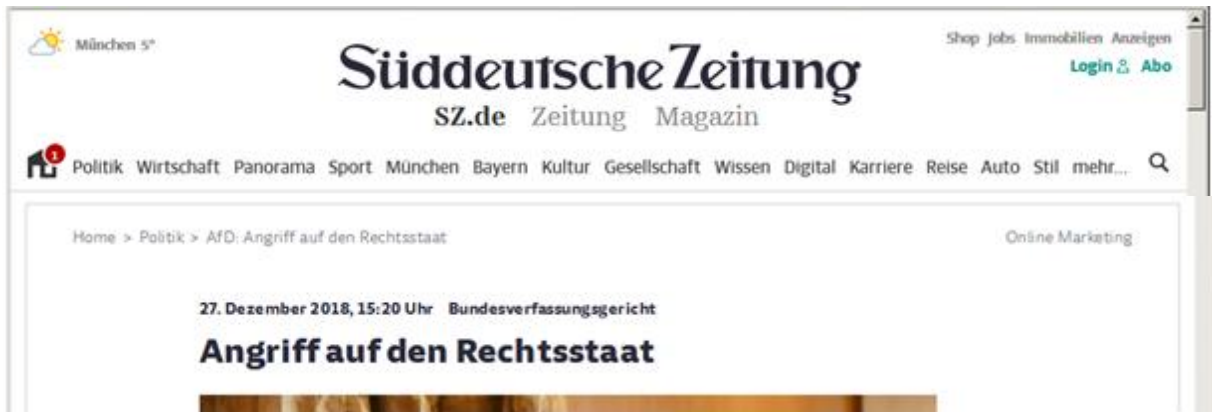 München 5°
Shop Jobs Immobilien Anzeigen
Login Abo
Süddeutsche Zeitung
SZ.de Zeitung Magazin
1
Politik Wirtschaft Panorama Sport München Bayern Kultur Gesellschaft Wissen Digital Karriere Reise Auto Stil mehr...
Home > Politik > AfD: Angriff auf den Rechtsstaat
Online Marketing
27. Dezember 2018, 15:20 Uhr Bundesverfassungsgericht
Angriff auf den Rechtsstaat